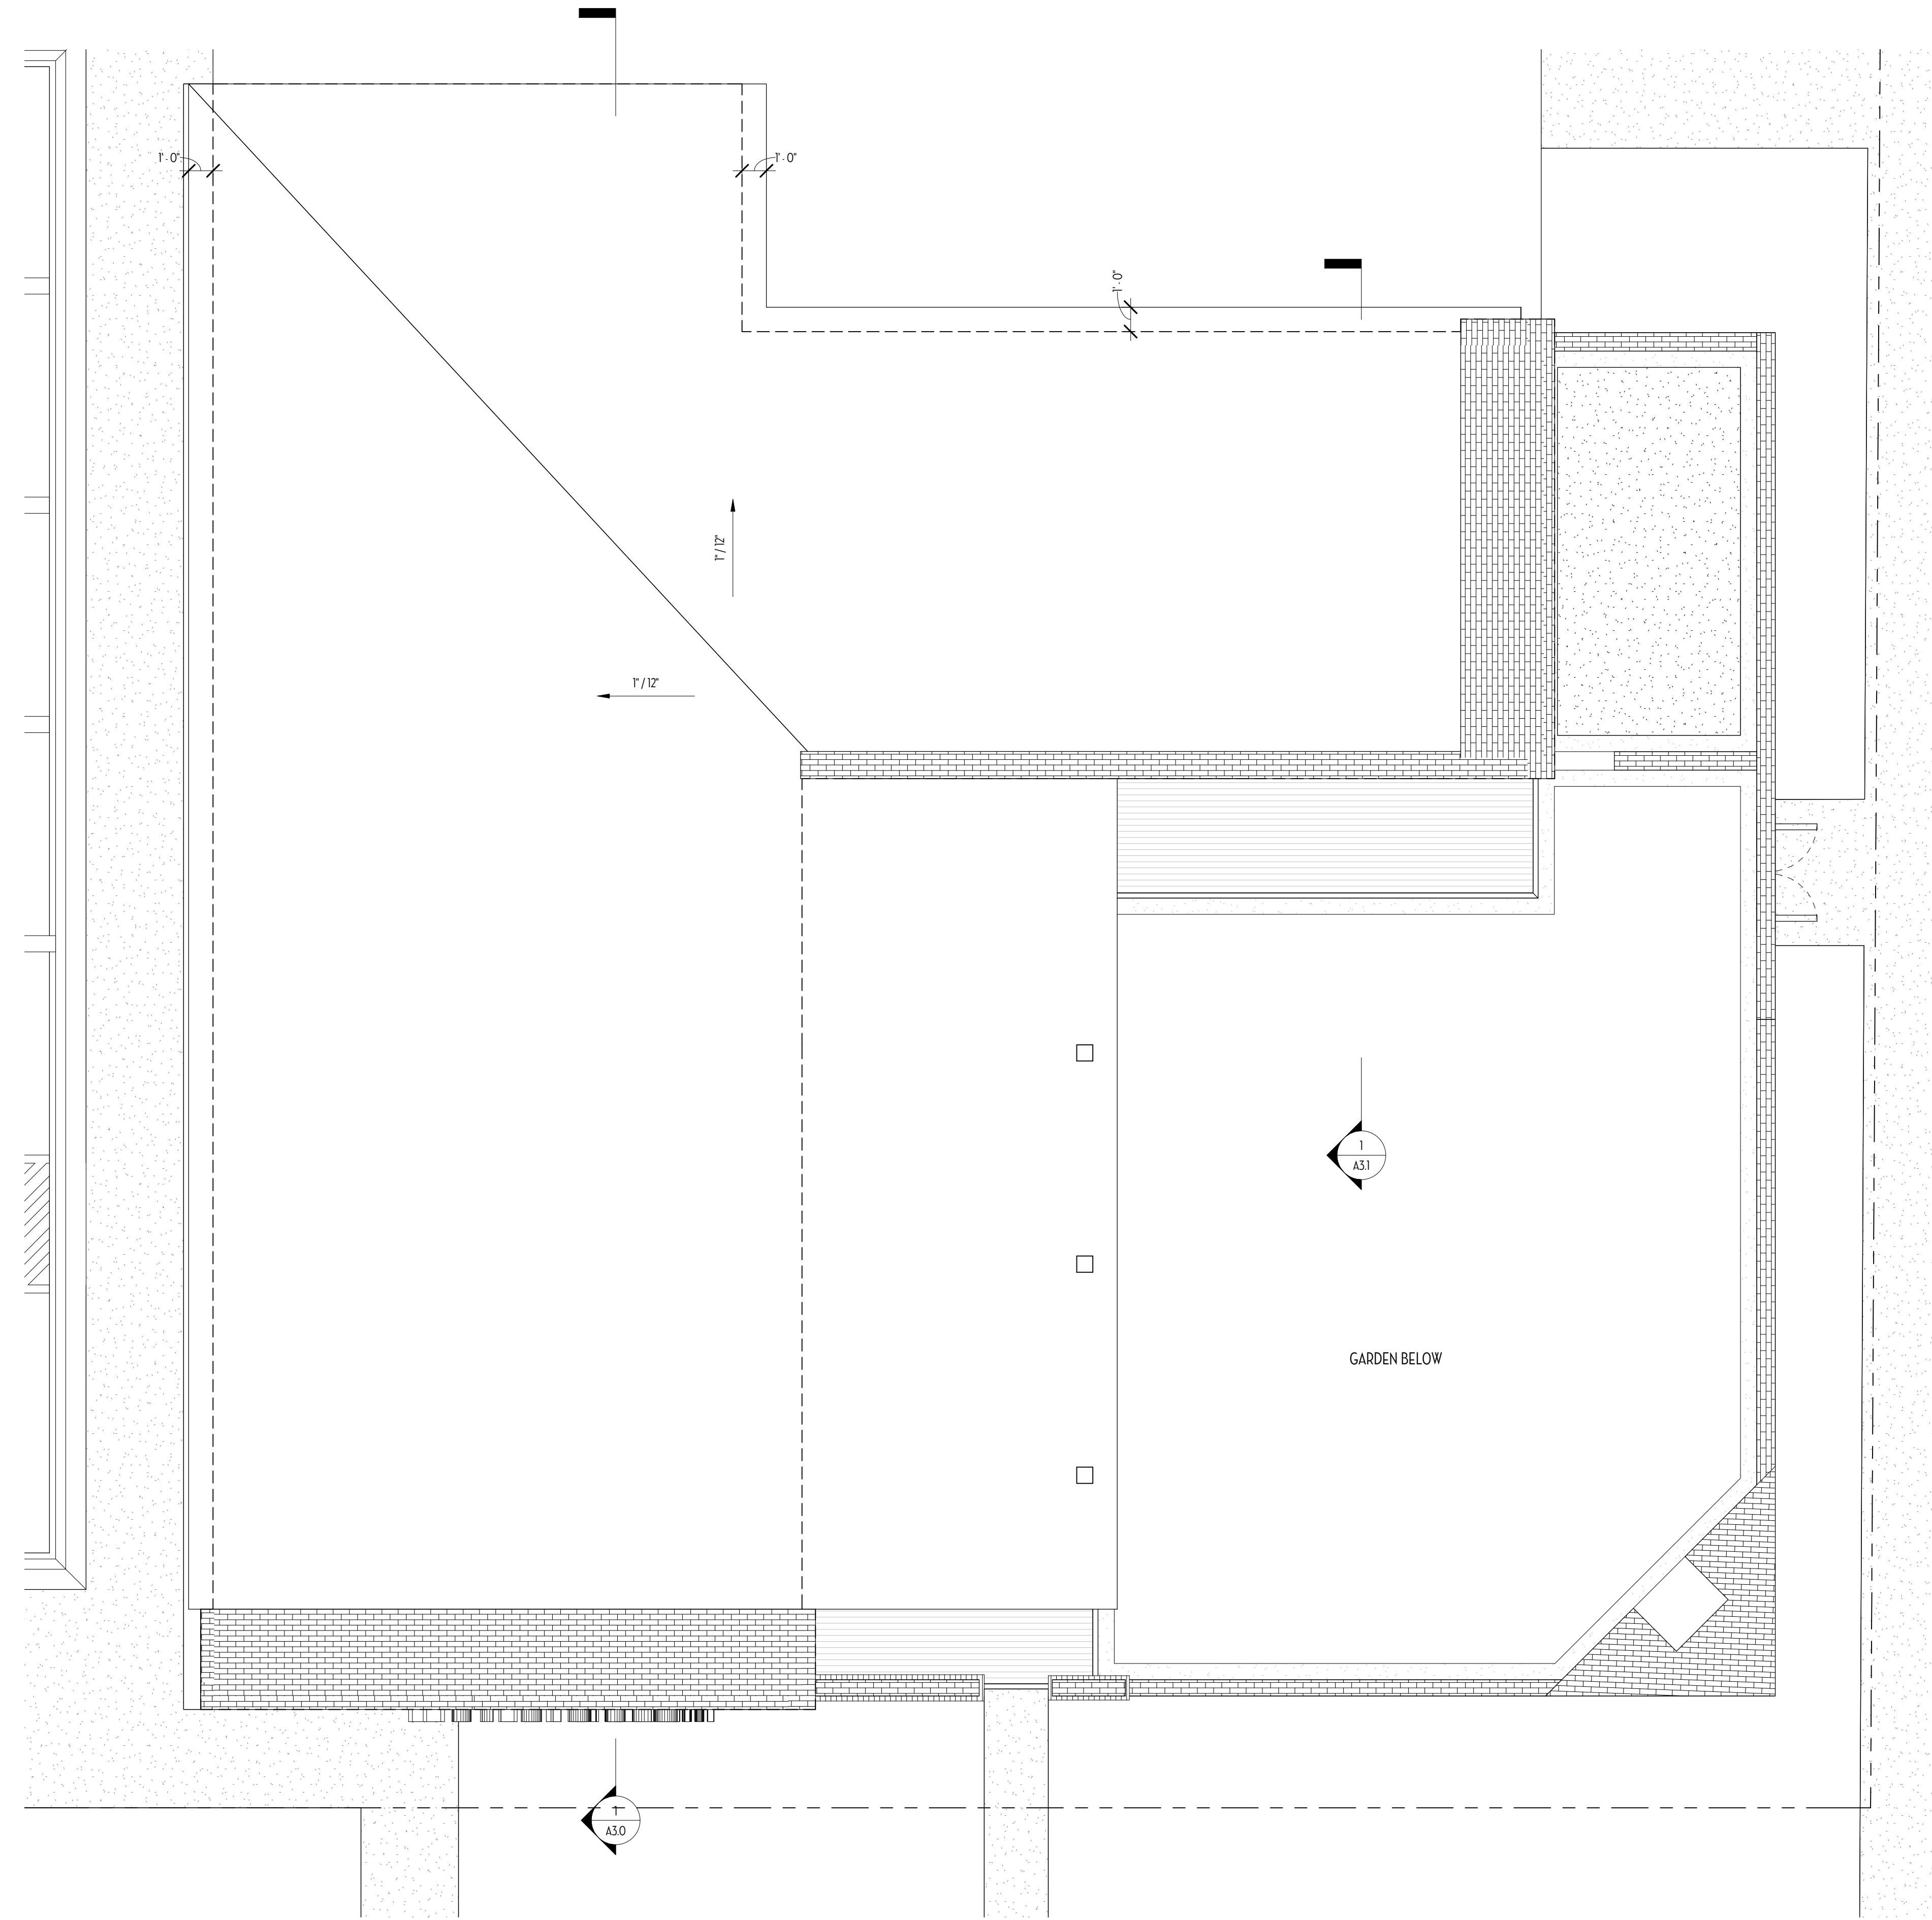 1' - 0"
1' - 0"
1' - 0"
1" / 12"
1" / 12"
1
A3.1
GARDEN BELOW
1
A3.0